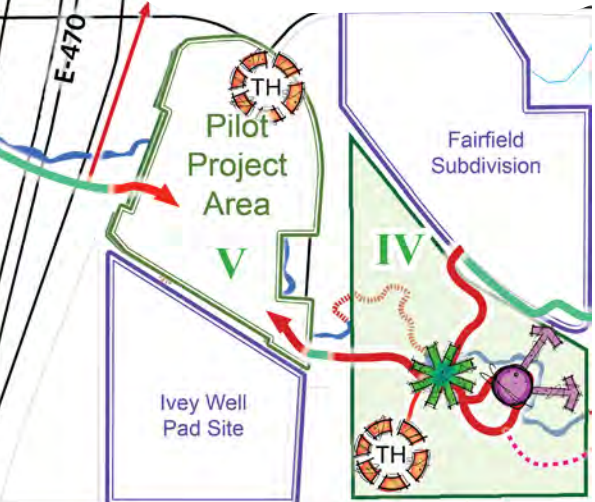 E-470
TH
Pilot
Project
Area
V
Fairfield
Subdivision
IV
Ivey Well
Pad Site
TH